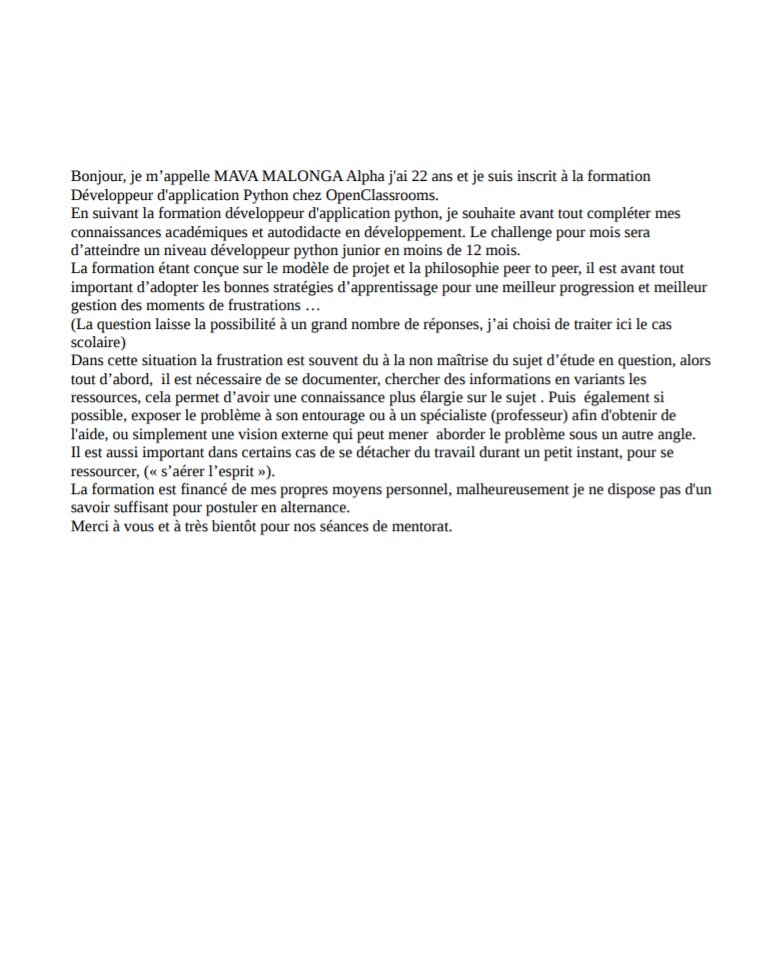 Bonjour, je m’appelle MAVA MALONGA Alpha j'ai 22 ans et je suis inscrit à la formation
Développeur d'application Python chez OpenClassrooms.
En suivant la formation développeur d'application python, je souhaite avant tout compléter mes
connaissances académiques et autodidacte en développement. Le challenge pour mois sera
d’atteindre un niveau développeur python junior en moins de 12 mois.
La formation étant conçue sur le modèle de projet et la philosophie peer to peer, il est avant tout
important d’adopter les bonnes stratégies d’apprentissage pour une meilleur progression et meilleur
gestion des moments de frustrations …
(La question laisse la possibilité à un grand nombre de réponses, j’ai choisi de traiter ici le cas
scolaire)
Dans cette situation la frustration est souvent du à la non maîtrise du sujet d’étude en question, alors
tout d’abord,  il est nécessaire de se documenter, chercher des informations en variants les
ressources, cela permet d’avoir une connaissance plus élargie sur le sujet . Puis  également si
possible, exposer le problème à son entourage ou à un spécialiste (professeur) afin d'obtenir de
l'aide, ou simplement une vision externe qui peut mener  aborder le problème sous un autre angle.
Il est aussi important dans certains cas de se détacher du travail durant un petit instant, pour se
ressourcer, (« s’aérer l’esprit »).
La formation est financé de mes propres moyens personnel, malheureusement je ne dispose pas d'un
savoir suffisant pour postuler en alternance.
Merci à vous et à très bientôt pour nos séances de mentorat.